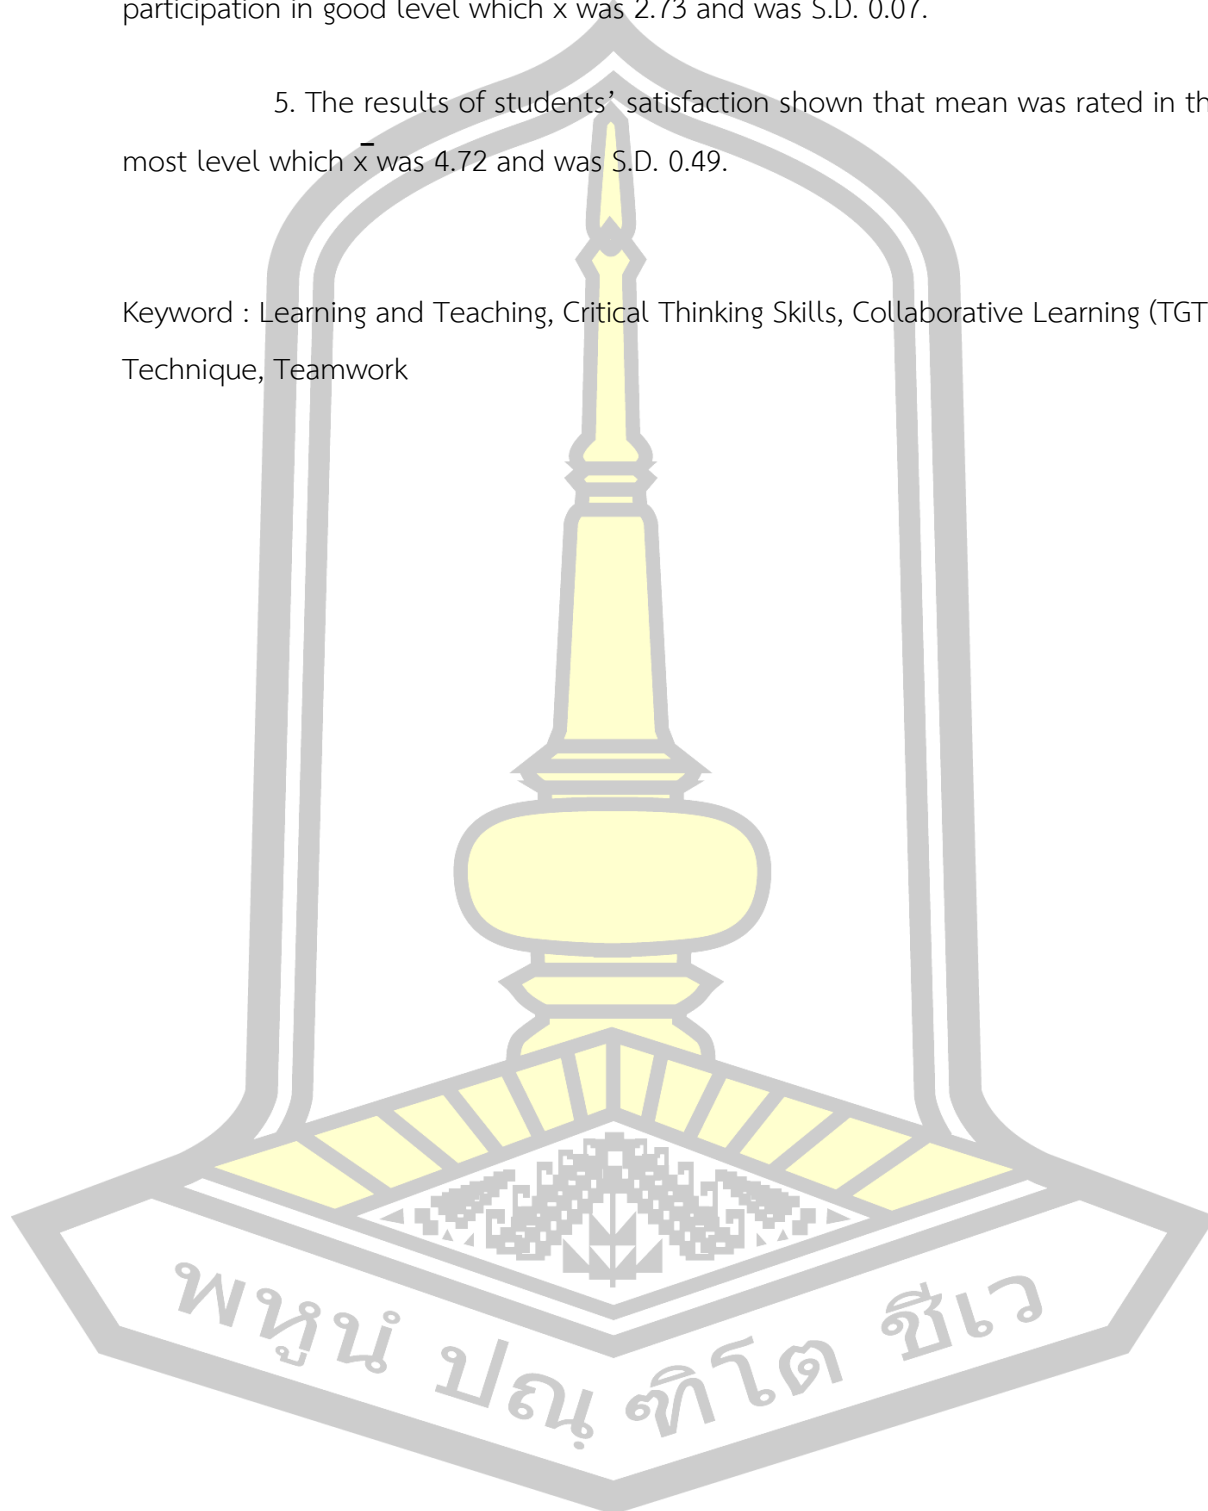 participation in good level which x was 2.73 and was S.D. 0.07.
5. The results of students’ satisfaction shown that mean was rated in th
most level which x̄ was 4.72 and was S.D. 0.49.
Keyword : Learning and Teaching, Critical Thinking Skills, Collaborative Learning (TGT
Technique, Teamwork
พหูนํ ปณฺฑิโต ชีเว